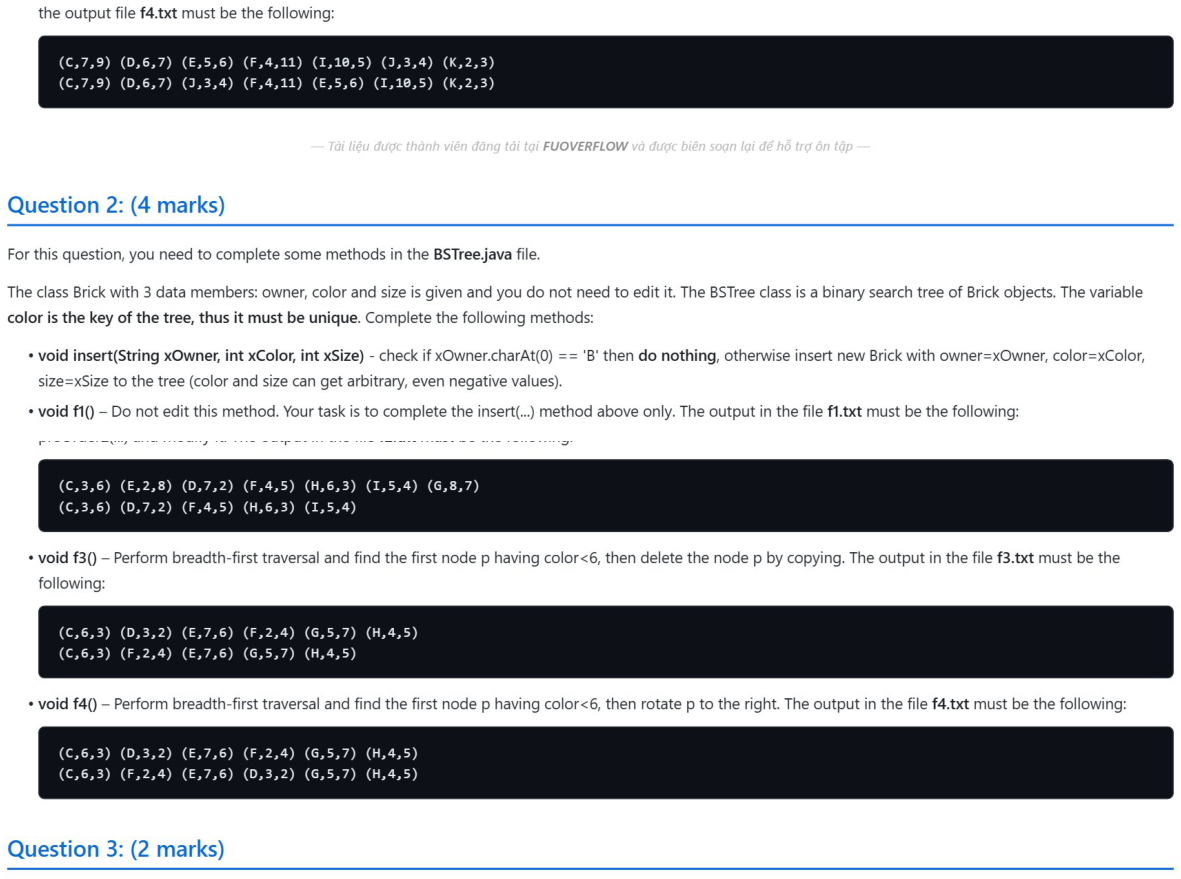 the output file f4.txt must be the following:
(C,7,9) (D,6,7) (E,5,6) (F,4,11) (I,10,5) (J,3,4) (K,2,3)
(C,7,9) (D,6,7) (J,3,4) (F,4,11) (E,5,6) (I,10,5) (K,2,3)
— Tài liệu được thành viên đăng tải tại FUOVERFLOW và được biên soạn lại để hỗ trợ ôn tập —
Question 2: (4 marks)
For this question, you need to complete some methods in the BSTree.java file.
The class Brick with 3 data members: owner, color and size is given and you do not need to edit it. The BSTree class is a binary search tree of Brick objects. The variable
color is the key of the tree, thus it must be unique. Complete the following methods:
• void insert(String xOwner, int xColor, int xSize) - check if xOwner.charAt(0) == 'B' then do nothing, otherwise insert new Brick with owner=xOwner, color=xColor,
size=xSize to the tree (color and size can get arbitrary, even negative values).
• void f1() – Do not edit this method. Your task is to complete the insert(...) method above only. The output in the file f1.txt must be the following:
(C,3,6) (E,2,8) (D,7,2) (F,4,5) (H,6,3) (I,5,4) (G,8,7)
(C,3,6) (D,7,2) (F,4,5) (H,6,3) (I,5,4)
• void f3() – Perform breadth-first traversal and find the first node p having color<6, then delete the node p by copying. The output in the file f3.txt must be the
following:
(C,6,3) (D,3,2) (E,7,6) (F,2,4) (G,5,7) (H,4,5)
(C,6,3) (F,2,4) (E,7,6) (G,5,7) (H,4,5)
• void f4() – Perform breadth-first traversal and find the first node p having color<6, then rotate p to the right. The output in the file f4.txt must be the following:
(C,6,3) (D,3,2) (E,7,6) (F,2,4) (G,5,7) (H,4,5)
(C,6,3) (F,2,4) (E,7,6) (D,3,2) (G,5,7) (H,4,5)
Question 3: (2 marks)